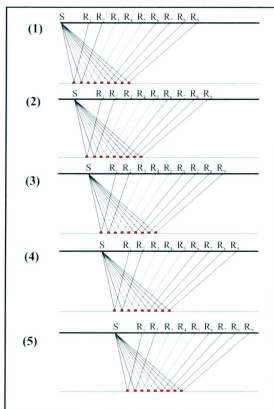 (1)
S R₁ R₂ R₃ R₄ R₅ R₆ R₇ R₈ R₉
(2)
S R₁ R₂ R₃ R₄ R₅ R₆ R₇ R₈ R₉
(3)
S R₁ R₂ R₃ R₄ R₅ R₆ R₇ R₈ R₉
(4)
S R₁ R₂ R₃ R₄ R₅ R₆ R₇ R₈ R₉
(5)
S R₁ R₂ R₃ R₄ R₅ R₆ R₇ R₈ R₉